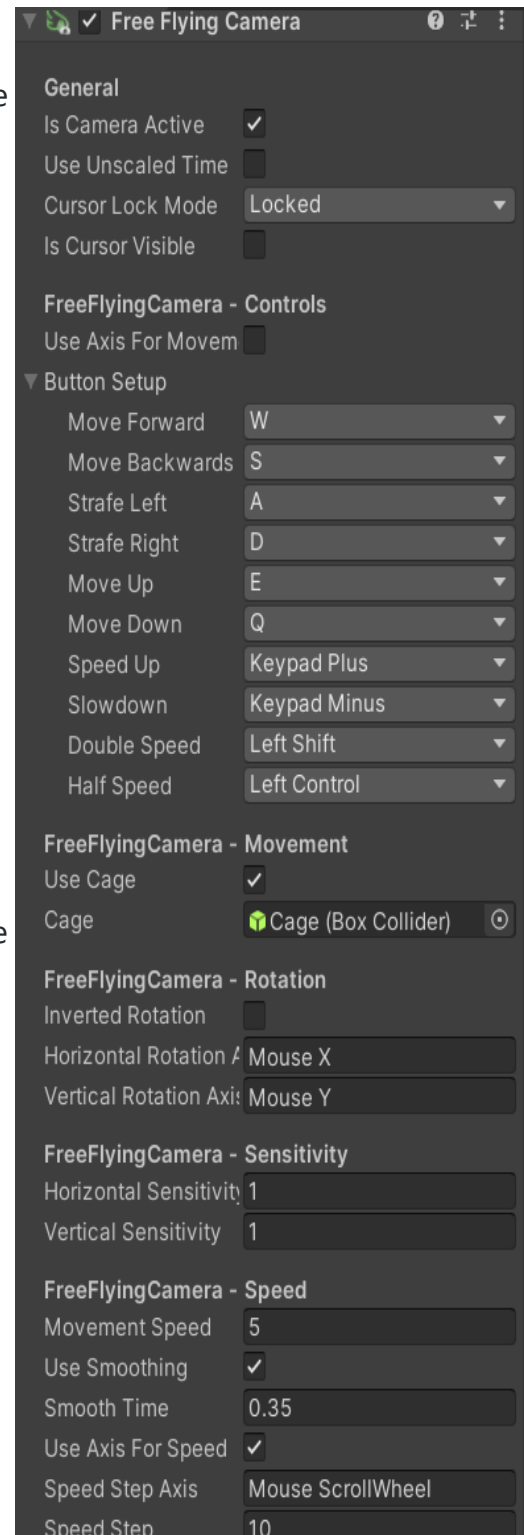 Free Flying Camera
e
General
Is Camera Active
Use Unscaled Time
Cursor Lock Mode Locked
Is Cursor Visible
FreeFlyingCamera - Controls
Use Axis For Movem
Button Setup
Move Forward W
Move Backwards S
Strafe Left A
Strafe Right D
Move Up E
Move Down Q
Speed Up Keypad Plus
Slowdown Keypad Minus
Double Speed Left Shift
Half Speed Left Control
FreeFlyingCamera - Movement
Use Cage
Cage Cage (Box Collider)
e
FreeFlyingCamera - Rotation
Inverted Rotation
Horizontal Rotation A Mouse X
Vertical Rotation Axis Mouse Y
FreeFlyingCamera - Sensitivity
Horizontal Sensitivity 1
Vertical Sensitivity 1
FreeFlyingCamera - Speed
Movement Speed 5
Use Smoothing
Smooth Time 0.35
Use Axis For Speed
Speed Step Axis Mouse ScrollWheel
Speed Step 10